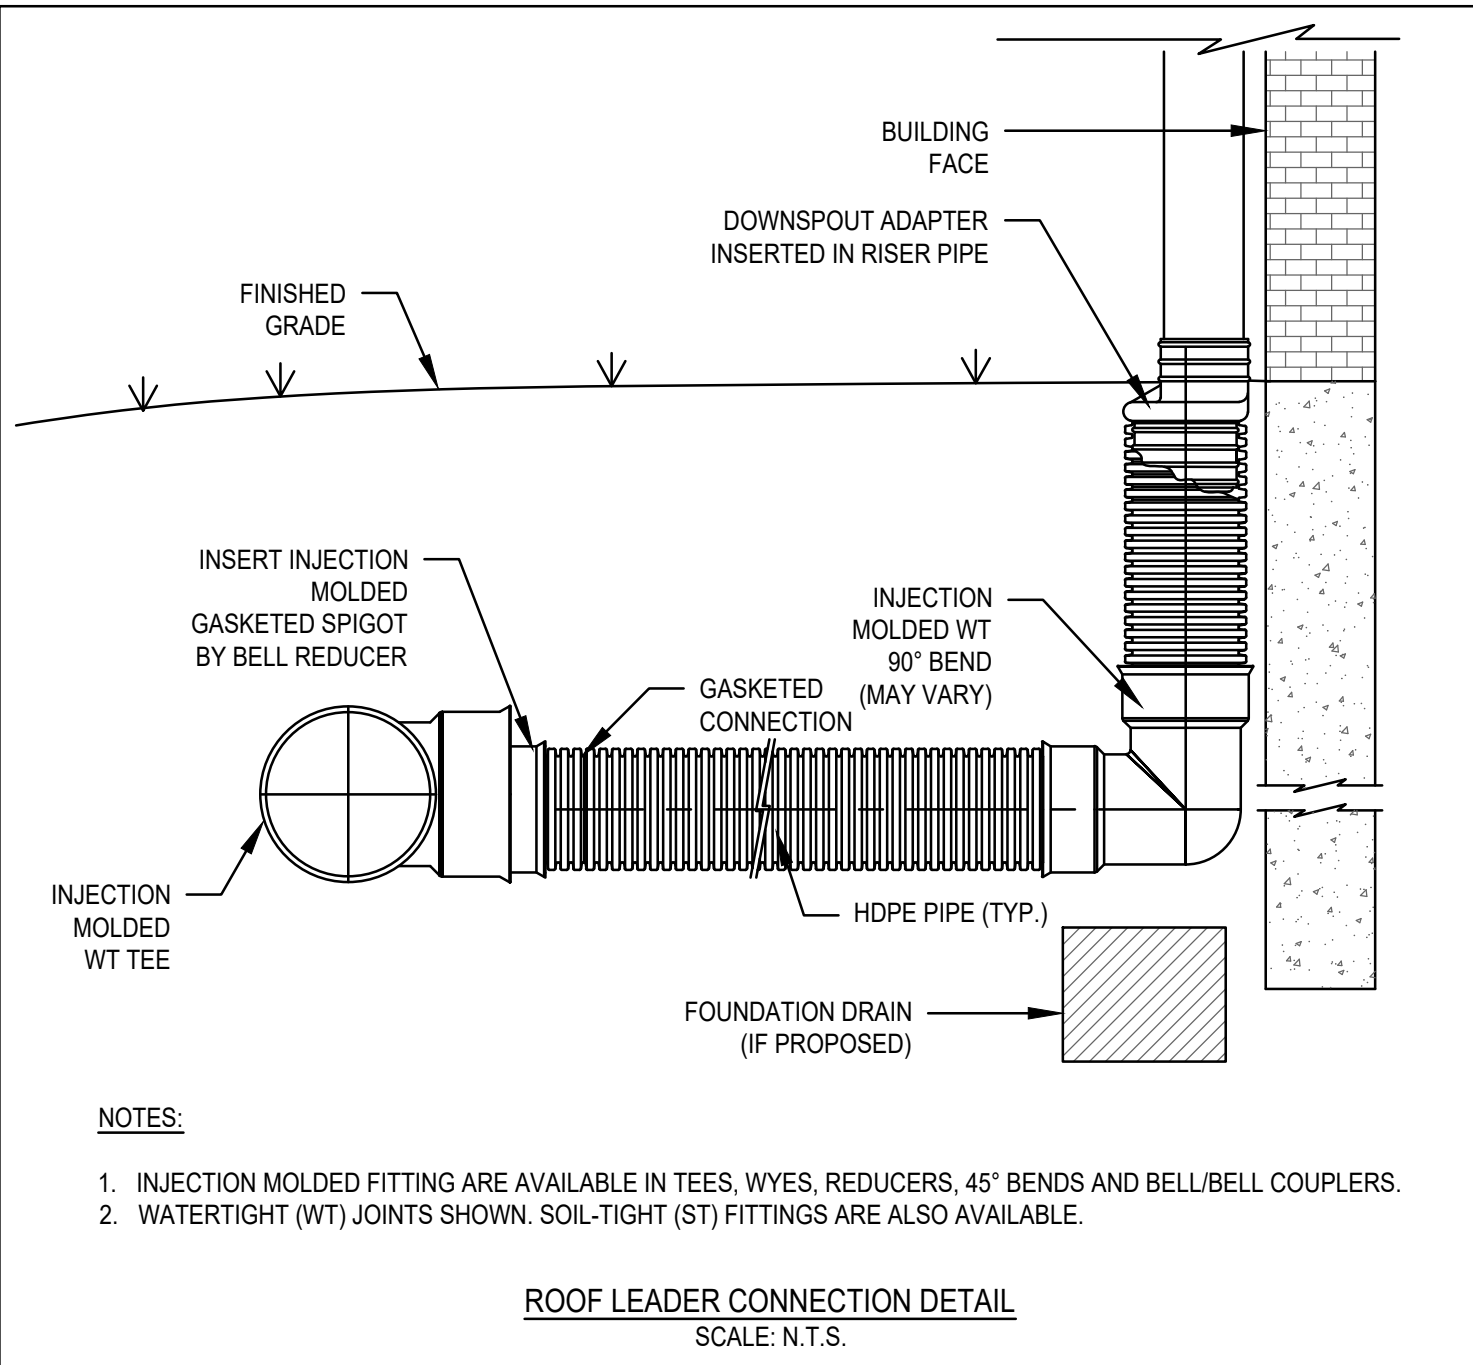 BUILDING
FACE
DOWNSPOUT ADAPTER
INSERTED IN RISER PIPE
FINISHED
GRADE
INSERT INJECTION
MOLDED
GASKETED SPIGOT
BY BELL REDUCER
INJECTION
MOLDED WT
90° BEND
(MAY VARY)
GASKETED
CONNECTION
INJECTION
MOLDED
WT TEE
HDPE PIPE (TYP.)
FOUNDATION DRAIN
(IF PROPOSED)
NOTES:
1. INJECTION MOLDED FITTING ARE AVAILABLE IN TEES, WYES, REDUCERS, 45° BENDS AND BELL/BELL COUPLERS.
2. WATERTIGHT (WT) JOINTS SHOWN. SOIL-TIGHT (ST) FITTINGS ARE ALSO AVAILABLE.
ROOF LEADER CONNECTION DETAIL
SCALE: N.T.S.